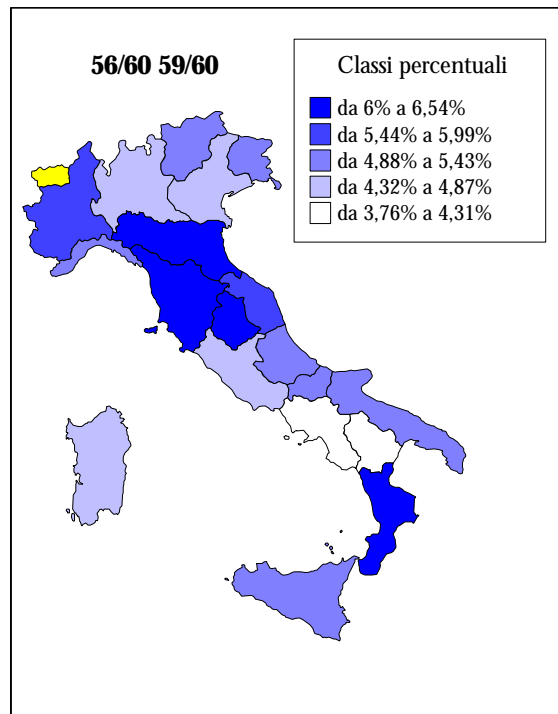 56/60 59/60
Classi percentuali
da 6% a 6,54%
da 5,44% a 5,99%
da 4,88% a 5,43%
da 4,32% a 4,87%
da 3,76% a 4,31%